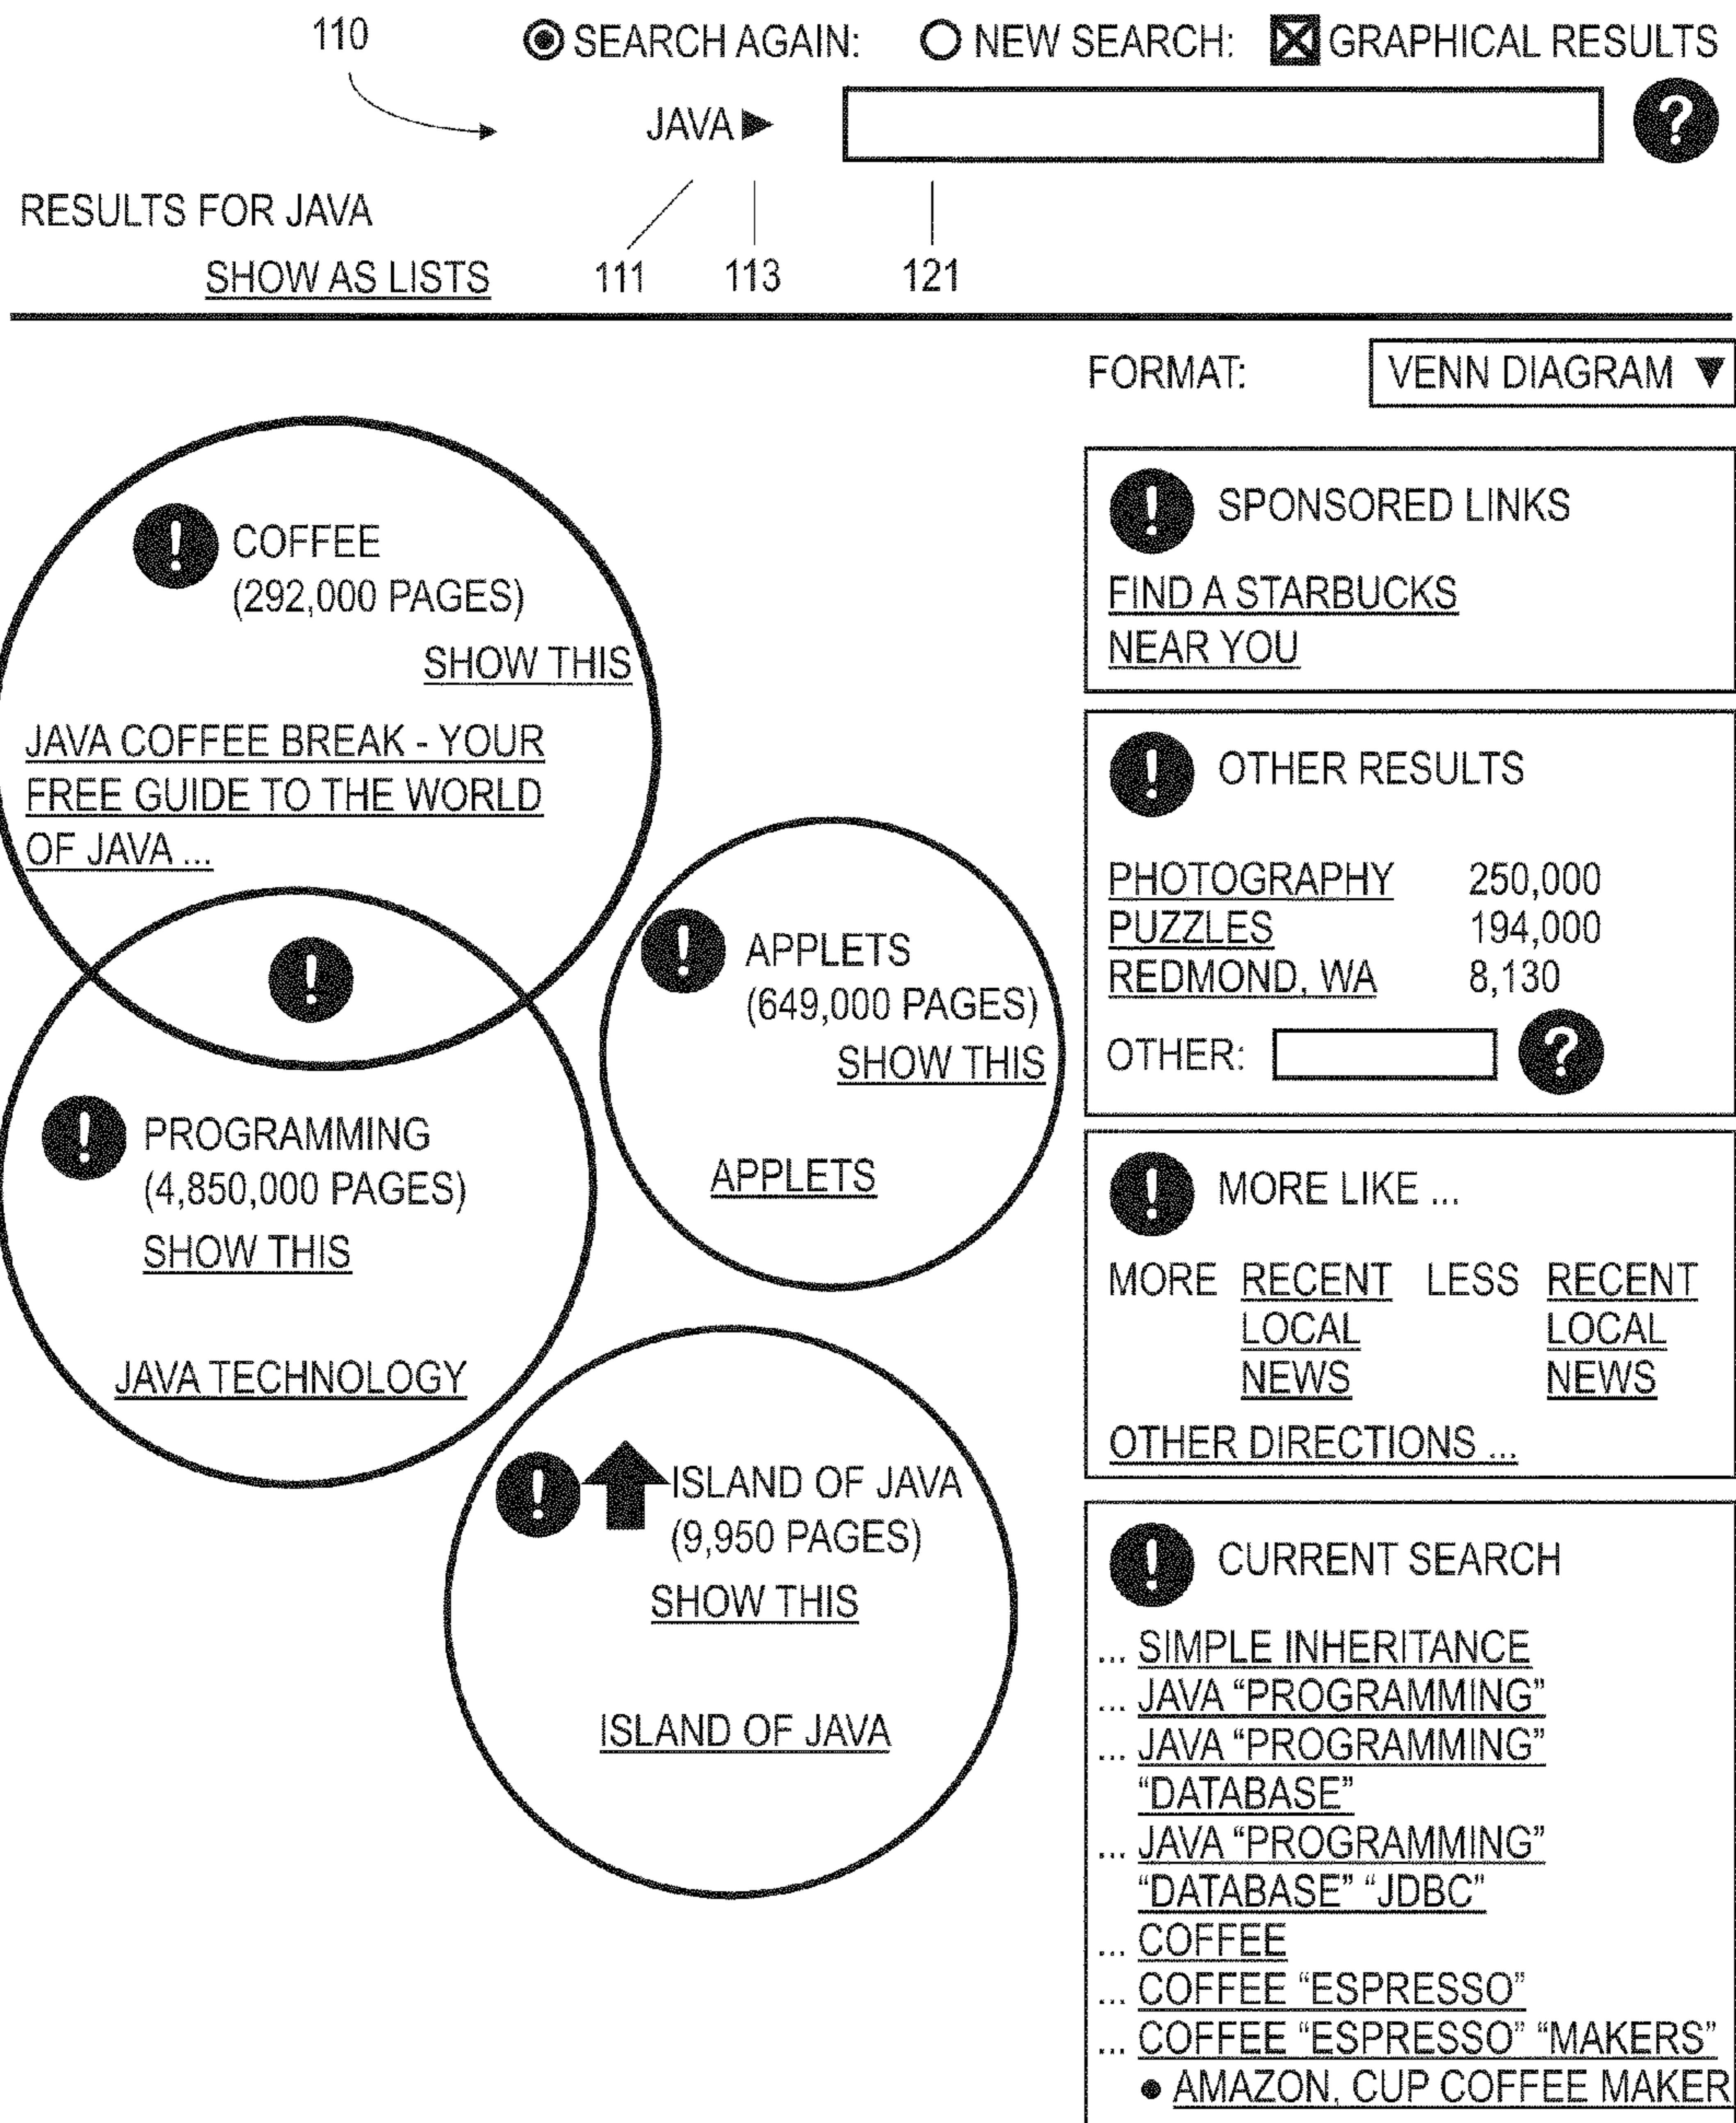 110
SEARCH AGAIN: NEW SEARCH: GRAPHICAL RESULTS
JAVA
?
RESULTS FOR JAVA
SHOW AS LISTS
111 113 121
FORMAT: VENN DIAGRAM
! COFFEE
(292,000 PAGES)
SHOW THIS
JAVA COFFEE BREAK - YOUR
FREE GUIDE TO THE WORLD
OF JAVA ...
!
! PROGRAMMING
(4,850,000 PAGES)
SHOW THIS
JAVA TECHNOLOGY
! APPLETS
(649,000 PAGES)
SHOW THIS
APPLETS
! ISLAND OF JAVA
(9,950 PAGES)
SHOW THIS
ISLAND OF JAVA
! SPONSORED LINKS
FIND A STARBUCKS
NEAR YOU
! OTHER RESULTS
PHOTOGRAPHY 250,000
PUZZLES 194,000
REDMOND, WA 8,130
OTHER: ?
! MORE LIKE ...
MORE RECENT LESS RECENT
LOCAL LOCAL
NEWS NEWS
OTHER DIRECTIONS ...
! CURRENT SEARCH
... SIMPLE INHERITANCE
... JAVA “PROGRAMMING”
... JAVA “PROGRAMMING”
“DATABASE”
... JAVA “PROGRAMMING”
“DATABASE” “JDBC”
... COFFEE
... COFFEE “ESPRESSO”
... COFFEE “ESPRESSO” “MAKERS”
• AMAZON, CUP COFFEE MAKER